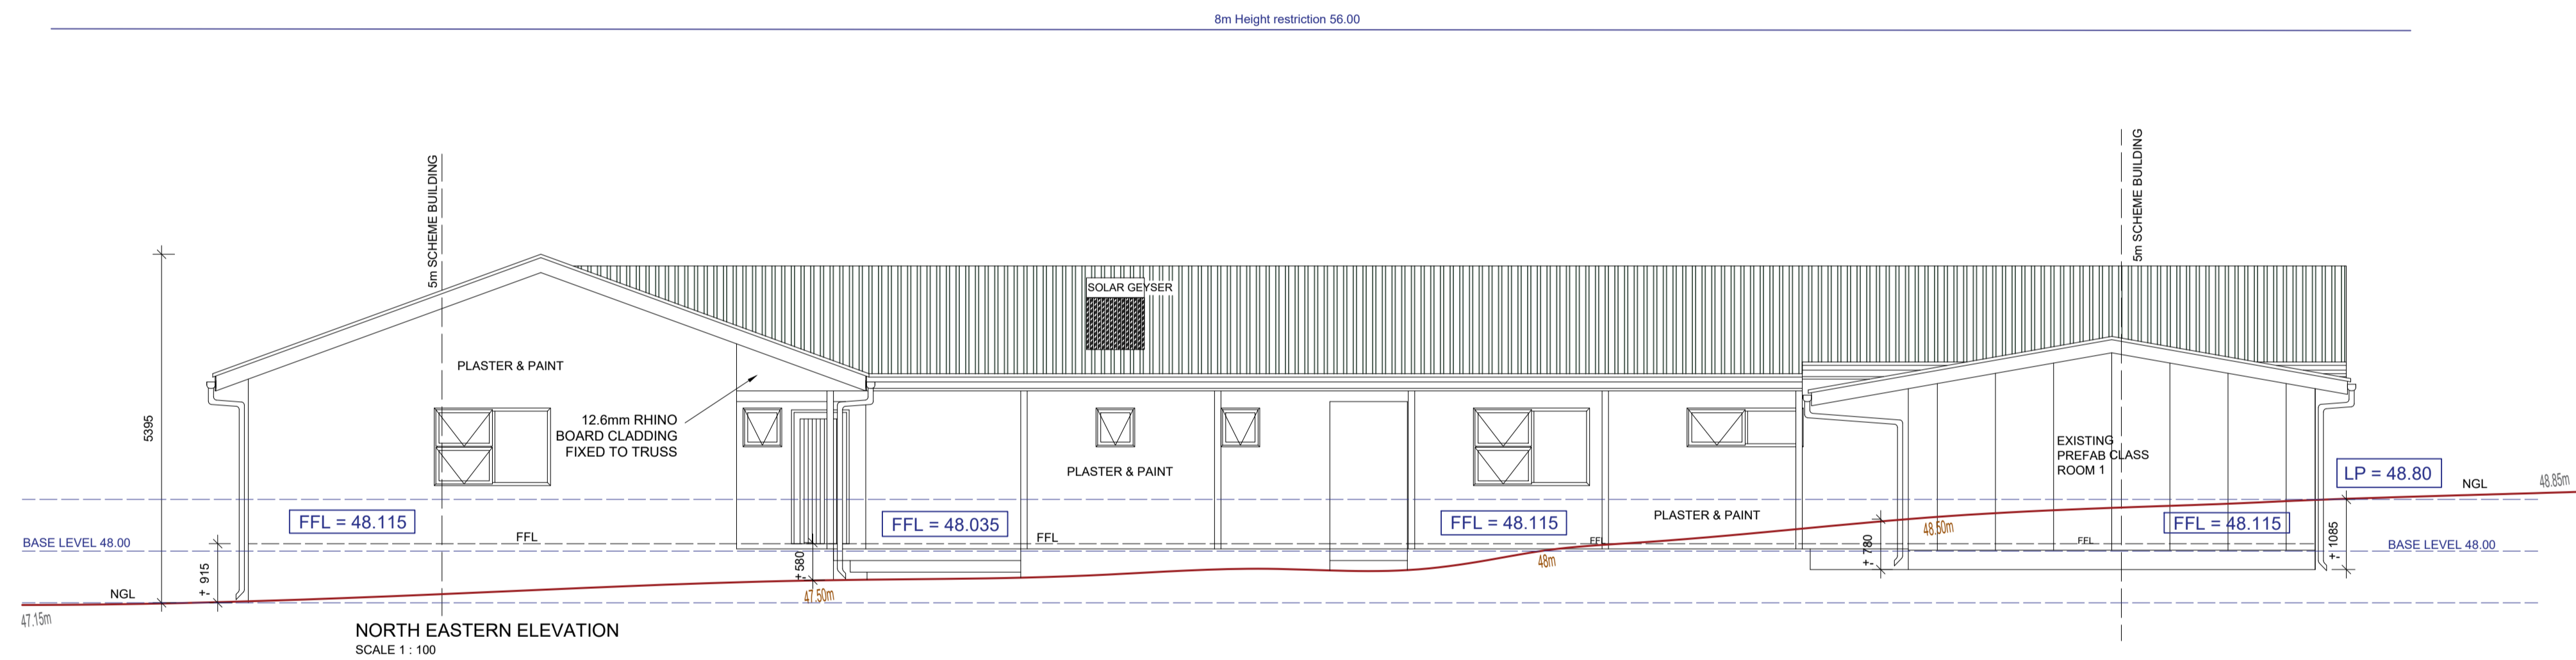 8m Height restriction 56.00
5m SCHEME BUILDING
5m SCHEME BUILDING
SOLAR GEYSER
PLASTER & PAINT
12.6mm RHINO
BOARD CLADDING
FIXED TO TRUSS
5395
PLASTER & PAINT
EXISTING
PREFAB CLASS
ROOM 1
LP = 48.80
NGL
48.85m
FFL = 48.115
FFL = 48.035
FFL = 48.115
PLASTER & PAINT
FFL = 48.115
48.50m
BASE LEVEL 48.00
FFL
FFL
FFL
FFL
BASE LEVEL 48.00
+- 915
+- 580
48m
+- 780
+- 1085
NGL
47.50m
47.15m
NORTH EASTERN ELEVATION
SCALE 1 : 100